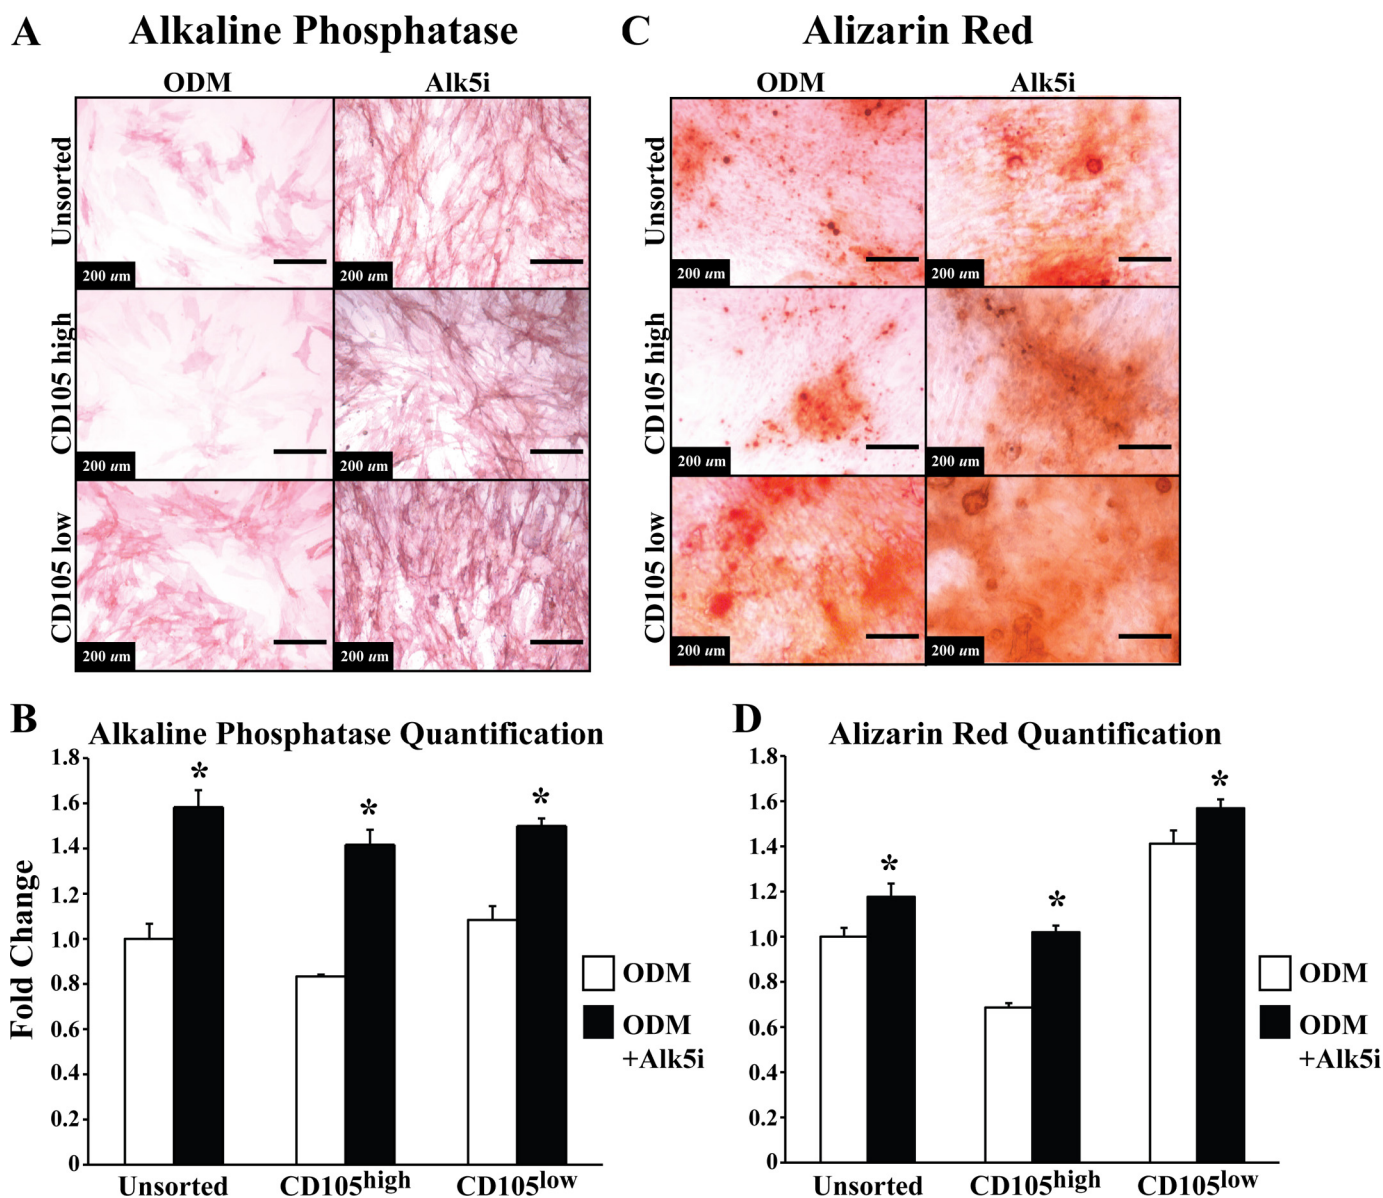 A Alkaline Phosphatase
ODM Alk5i
Unsorted
200 um 200 um
CD105 high
200 um 200 um
CD105 low
200 um 200 um
C Alizarin Red
ODM Alk5i
Unsorted
200 um 200 um
CD105 high
200 um 200 um
CD105 low
200 um 200 um
B
Alkaline Phosphatase Quantification
Fold Change
1.8
1.6
1.4
1.2
1.0
0.8
0.6
0.4
0.2
0
* * *
Unsorted CD105high CD105low
ODM
ODM
+Alk5i
D
Alizarin Red Quantification
1.8
1.6
1.4
1.2
1.0
0.8
0.6
0.4
0.2
0
* * *
Unsorted CD105high CD105low
ODM
ODM
+Alk5i